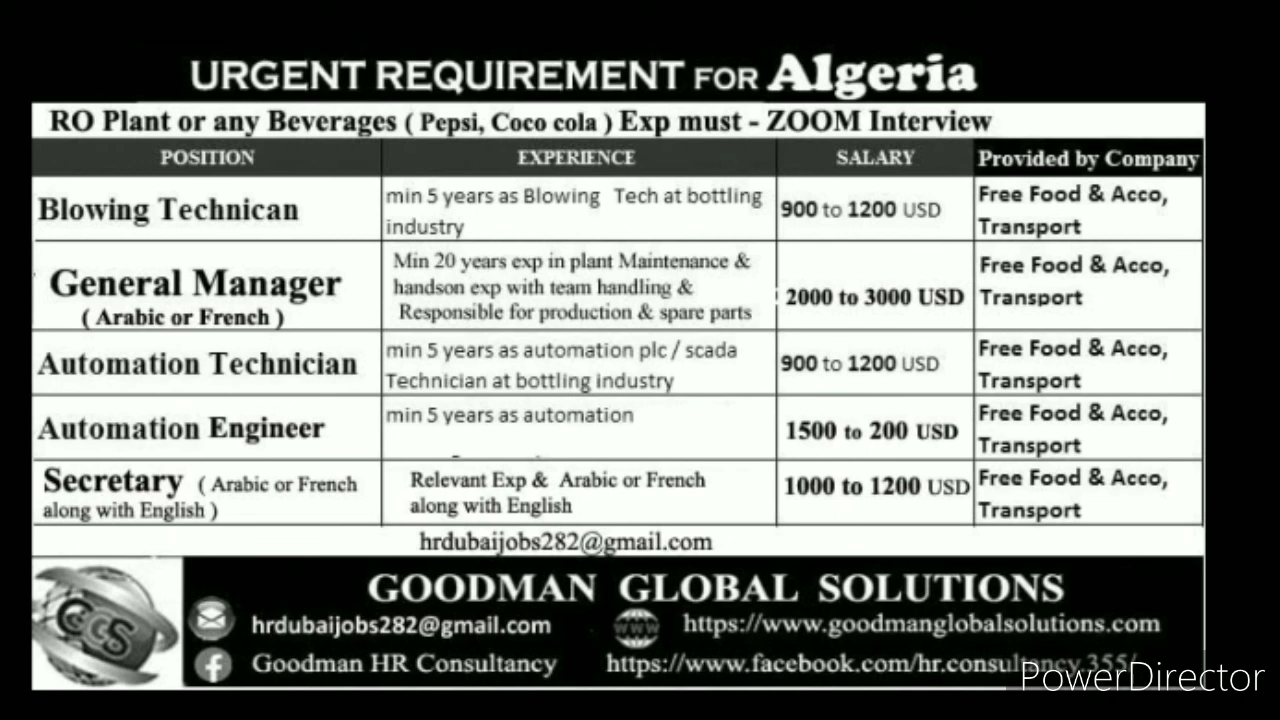 URGENT REQUIREMENT FOR Algeria
RO Plant or any Beverages ( Pepsi, Coco cola ) Exp must - ZOOM Interview
POSITION EXPERIENCE SALARY Provided by Company
Blowing Technican
min 5 years as Blowing Tech at bottling
industry
900 to 1200 USD
Free Food & Acco,
Transport
General Manager
( Arabic or French )
Min 20 years exp in plant Maintenance &
handson exp with team handling &
Responsible for production & spare parts
2000 to 3000 USD
Free Food & Acco,
Transport
Automation Technician
min 5 years as automation plc / scada
Technician at bottling industry
900 to 1200 USD
Free Food & Acco,
Transport
Automation Engineer
min 5 years as automation
1500 to 200 USD
Free Food & Acco,
Transport
Secretary ( Arabic or French
along with English )
Relevant Exp & Arabic or French
along with English
1000 to 1200 USD
Free Food & Acco,
Transport
hrdubaijobs282@gmail.com
GCS
GOODMAN GLOBAL SOLUTIONS
hrdubaijobs282@gmail.com
www
https://www.goodmanglobalsolutions.com
Goodman HR Consultancy
https://www.facebook.com/hr.consultancy.355/
PowerDirector